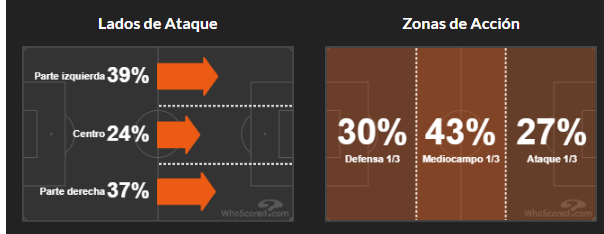 Lados de Ataque
Zonas de Acción
Parte izquierda 39%
Centro 24%
Parte derecha 37%
30% 43% 27%
Defensa 1/3 Mediocampo 1/3 Ataque 1/3
WhoScored.com
WhoScored.com